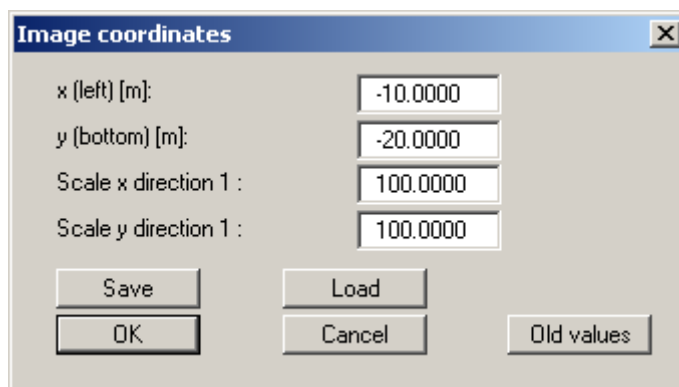 Image coordinates
x (left) [m]: -10.0000
y (bottom) [m]: -20.0000
Scale x direction 1 : 100.0000
Scale y direction 1 : 100.0000
Save Load
OK Cancel Old values